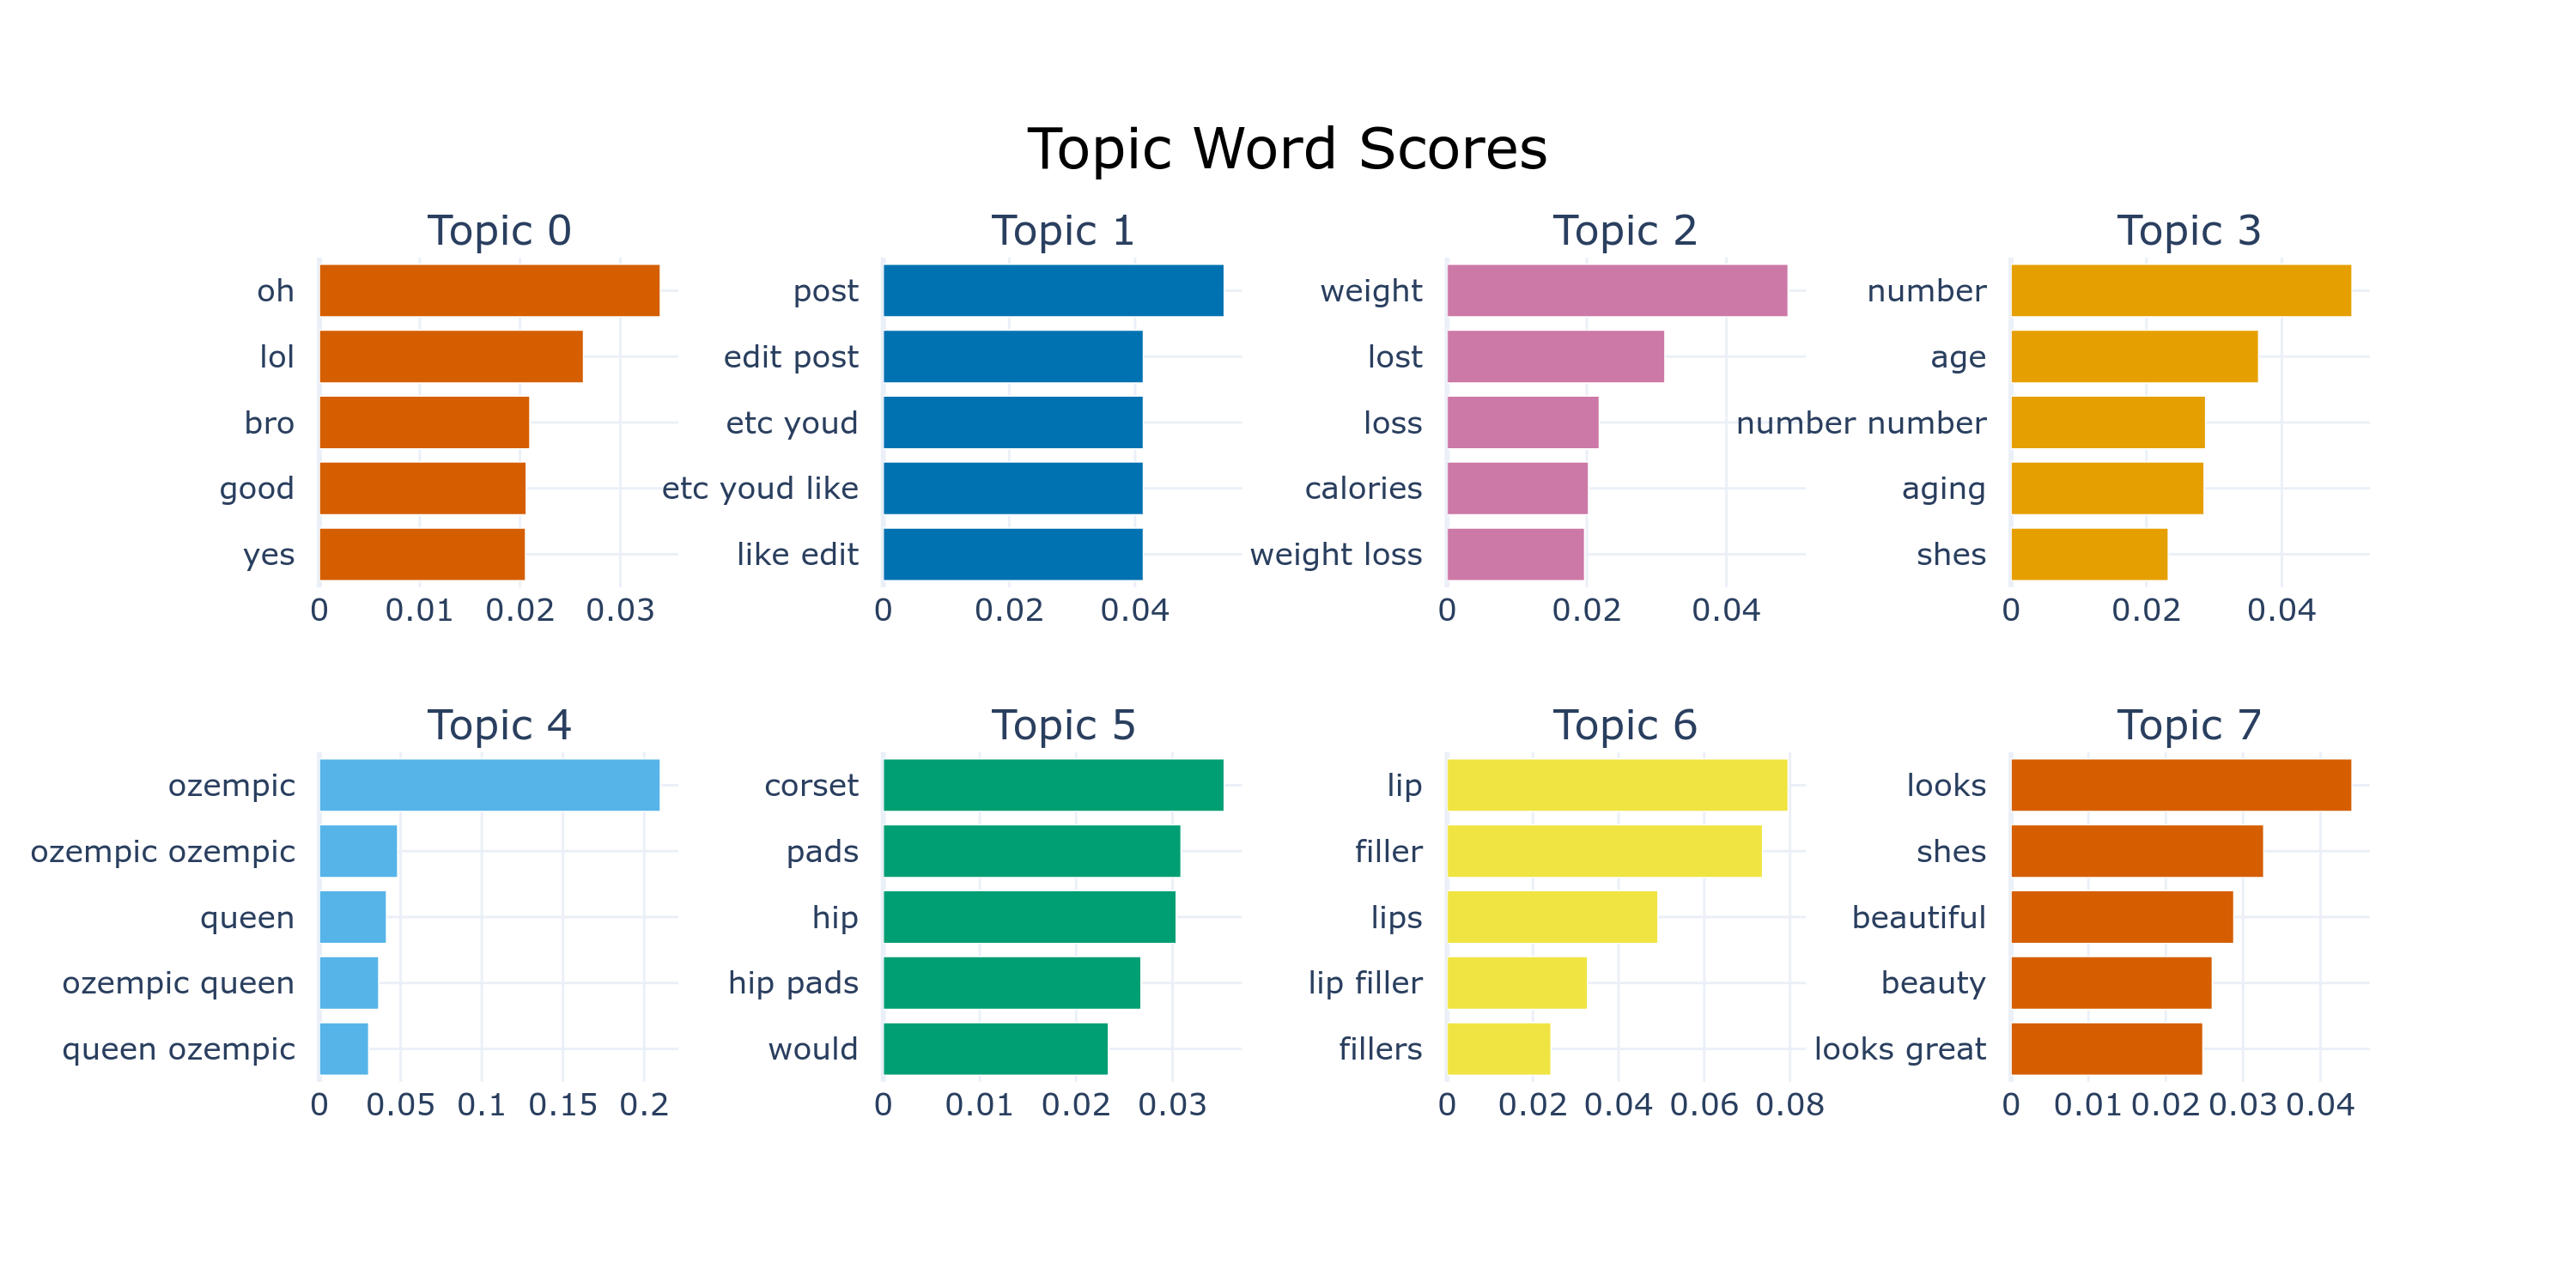 Topic Word Scores
Topic 0
oh
lol
bro
good
yes
0 0.01 0.02 0.03
Topic 1
post
edit post
etc youd
etc youd like
like edit
0 0.02 0.04
Topic 2
weight
lost
loss
calories
weight loss
0 0.02 0.04
Topic 3
number
age
number number
aging
shes
0 0.02 0.04
Topic 4
ozempic
ozempic ozempic
queen
ozempic queen
queen ozempic
0 0.05 0.1 0.15 0.2
Topic 5
corset
pads
hip
hip pads
would
0 0.01 0.02 0.03
Topic 6
lip
filler
lips
lip filler
fillers
0 0.02 0.04 0.06 0.08
Topic 7
looks
shes
beautiful
beauty
looks great
0 0.01 0.02 0.03 0.04